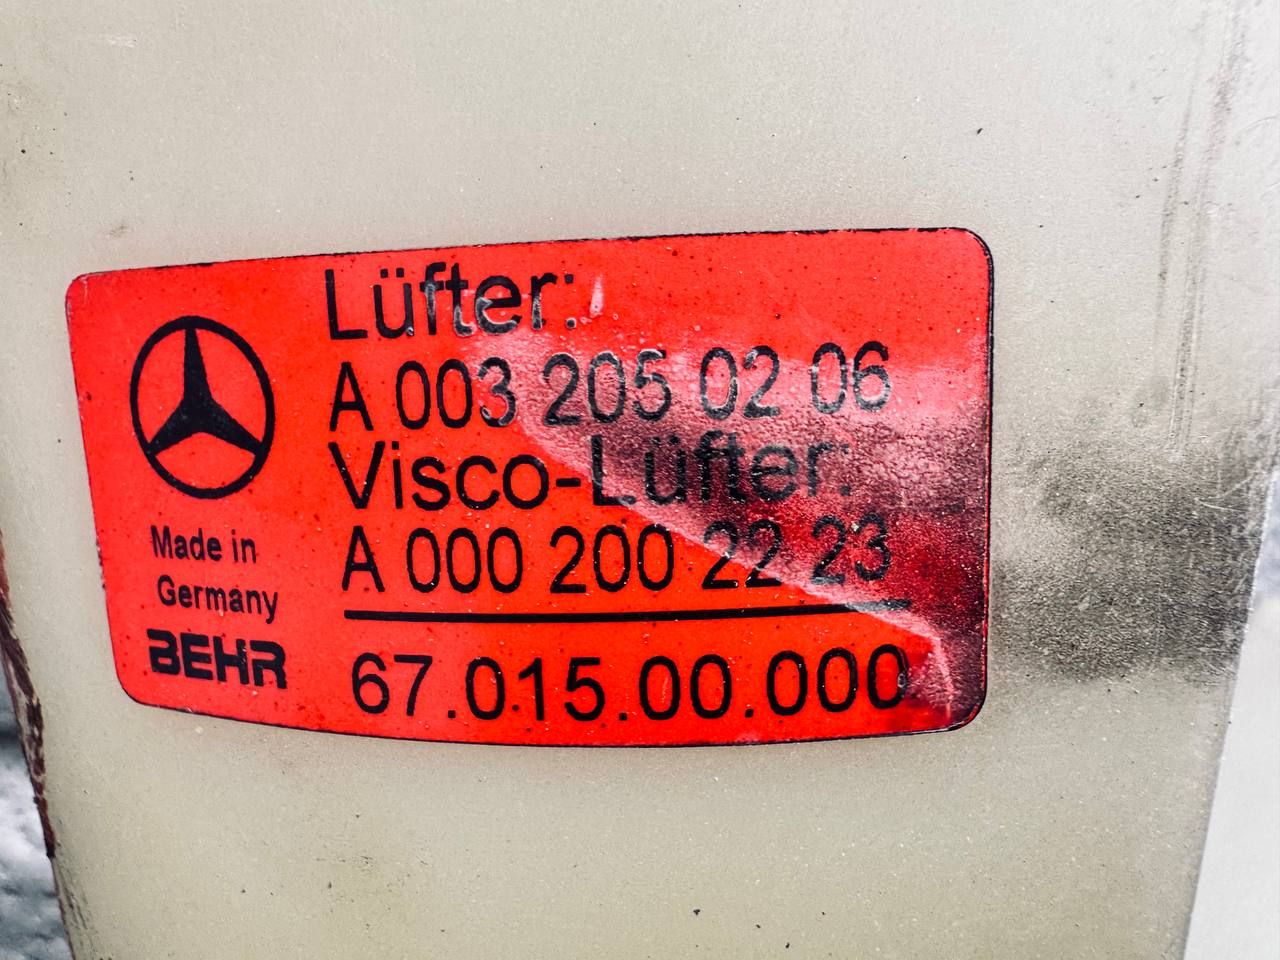 Lüfter:
A 003 205 02 06
Visco-Lüfter:
A 000 200 22 23
67.015.00.000
Made in
Germany
BEHR